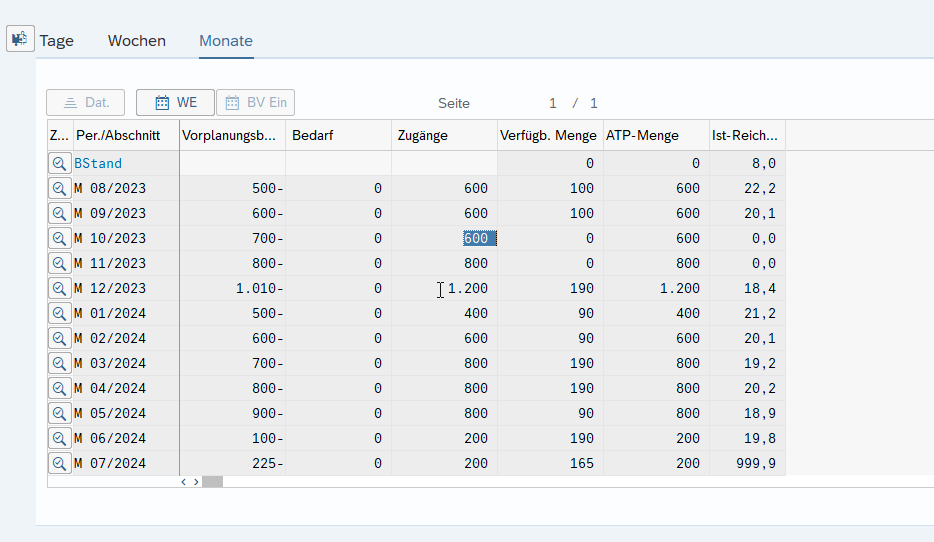 Tage Wochen Monate
Dat. WE BV Ein Seite 1 / 1
Z... Per./Abschnitt Vorplanungsb... Bedarf Zugänge Verfügb. Menge ATP-Menge Ist-Reich...
BStand 0 0 8,0
M 08/2023 500- 0 600 100 600 22,2
M 09/2023 600- 0 600 100 600 20,1
M 10/2023 700- 0 600 0 600 0,0
M 11/2023 800- 0 800 0 800 0,0
M 12/2023 1.010- 0 1.200 190 1.200 18,4
M 01/2024 500- 0 400 90 400 21,2
M 02/2024 600- 0 600 90 600 20,1
M 03/2024 700- 0 800 190 800 19,2
M 04/2024 800- 0 800 190 800 20,2
M 05/2024 900- 0 800 90 800 18,9
M 06/2024 100- 0 200 190 200 19,8
M 07/2024 225- 0 200 165 200 999,9